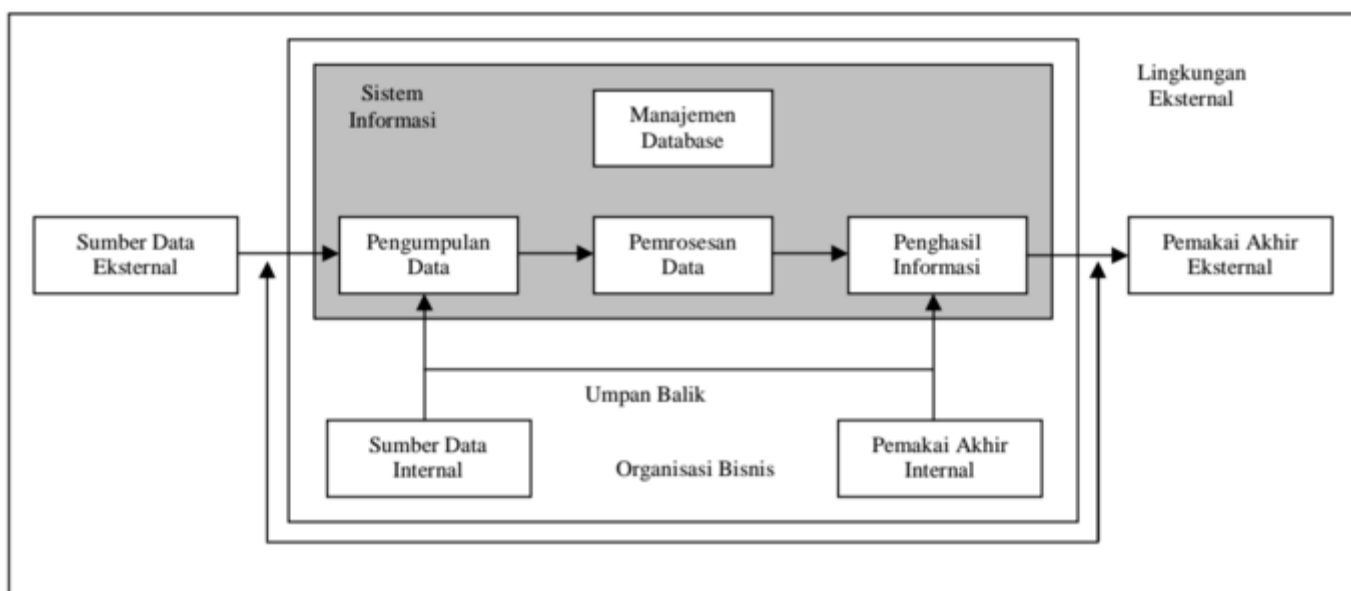 Lingkungan
Eksternal
Sistem
Informasi
Manajemen
Database
Sumber Data
Eksternal
Pengumpulan
Data
Pemrosesan
Data
Penghasil
Informasi
Pemakai Akhir
Eksternal
Umpan Balik
Sumber Data
Internal
Organisasi Bisnis
Pemakai Akhir
Internal